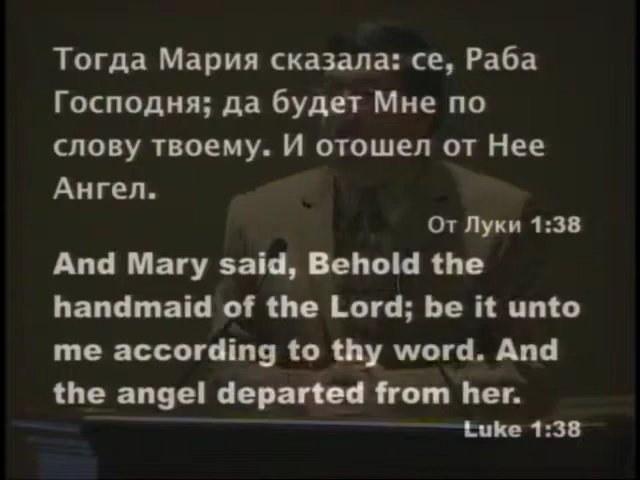 Тогда Мария сказала: се, Раба
Господня; да будет Мне по
слову твоему. И отошел от Нее
Ангел.
От Луки 1:38
And Mary said, Behold the
handmaid of the Lord; be it unto
me according to thy word. And
the angel departed from her.
Luke 1:38